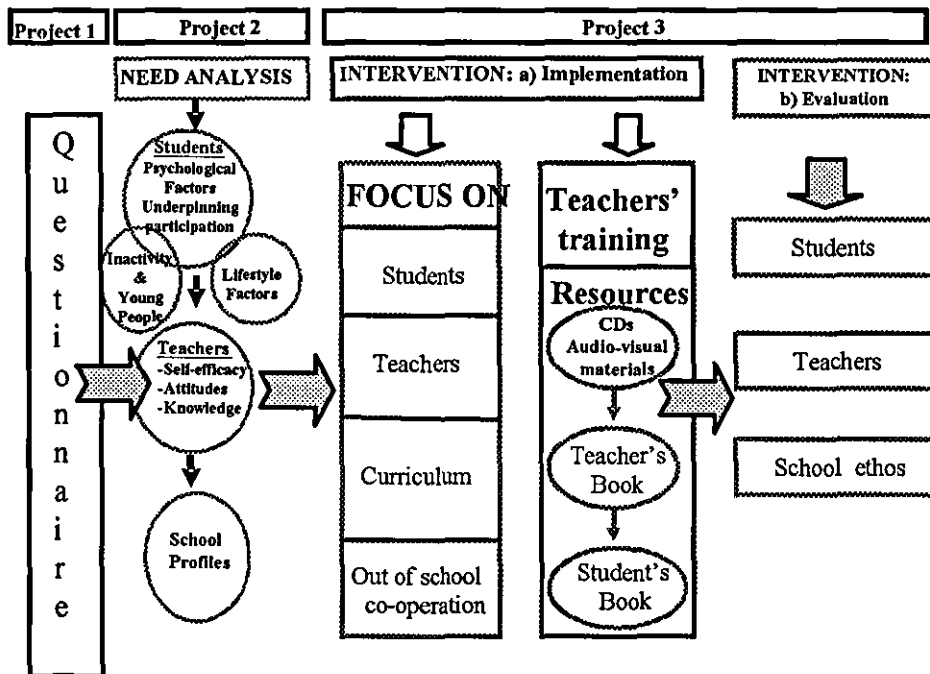 Project 1
Project 2
Project 3
NEED ANALYSIS
INTERVENTION: a) Implementation
INTERVENTION:
b) Evaluation
Q
u
e
s
t
i
o
n
n
a
i
r
e
Students
Psychological
Factors
Underpinning
participation
Inactivity
&
Young
People
Lifestyle
Factors
Teachers
-Self-efficacy
-Attitudes
-Knowledge
School
Profiles
FOCUS ON
Students
Teachers
Curriculum
Out of school
co-operation
Teachers'
training
Resources
CDs
Audio-visual
materials
Teacher's
Book
Student's
Book
Students
Teachers
School ethos